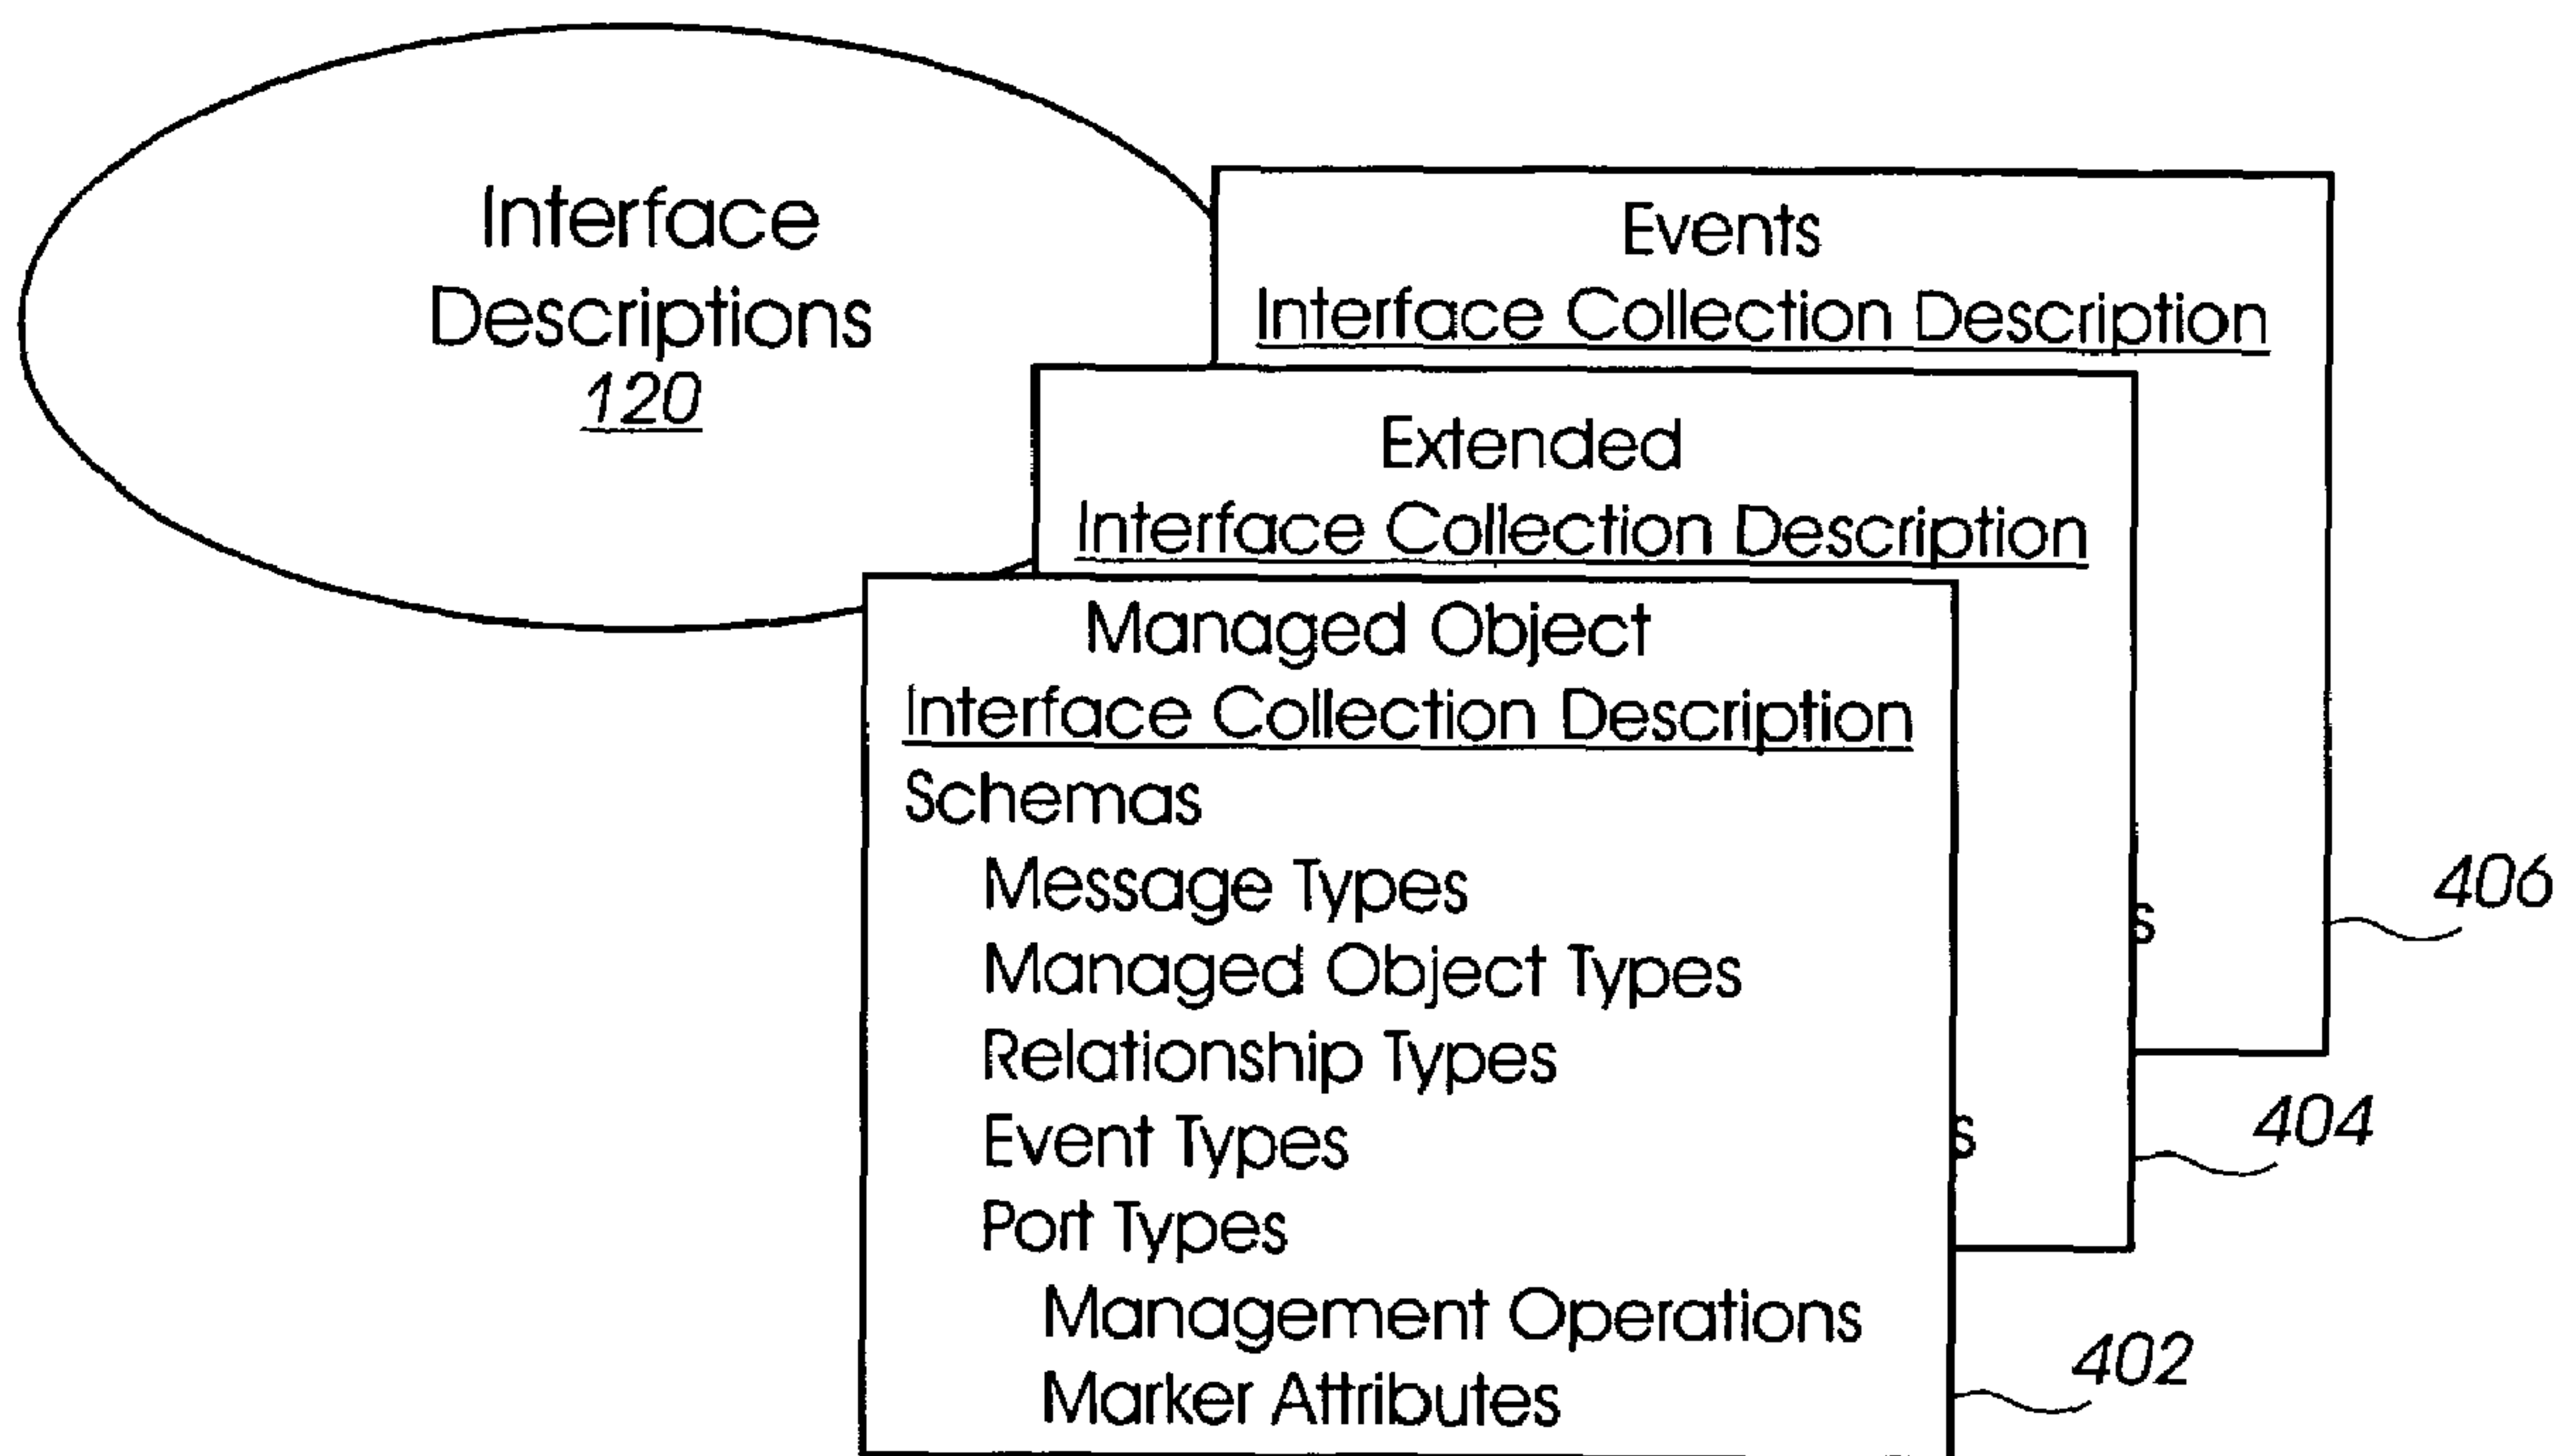 Interface
Descriptions
120
Events
Interface Collection Description
Extended
Interface Collection Description
Managed Object
Interface Collection Description
Schemas
Message Types
Managed Object Types
Relationship Types
Event Types
Port Types
Management Operations
Marker Attributes
s
s
406
404
402